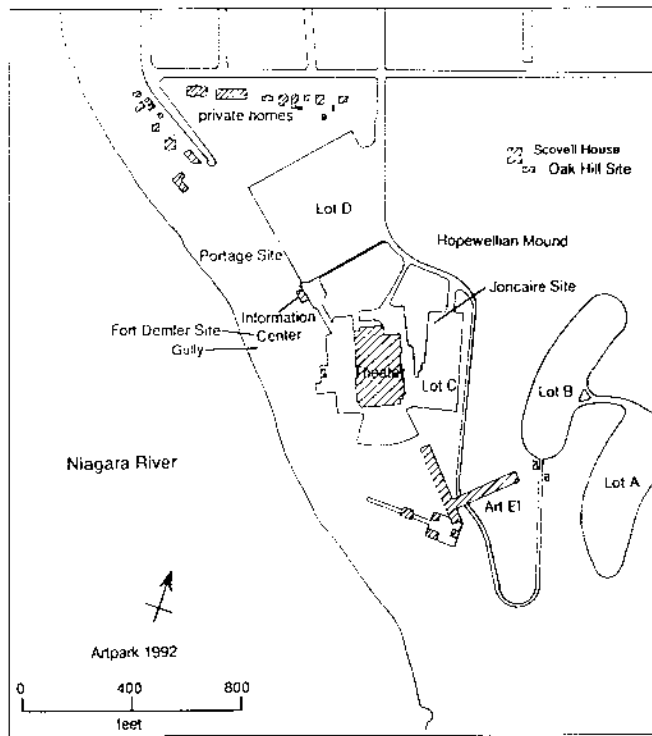 private homes
Scovell House
Oak Hill Site
Lot D
Hopewellian Mound
Portage Site
Joncaire Site
Information
Center
Fort Demler Site
Gully
Theater
Lot C
Lot B
Niagara River
Lot A
Art El
Artpark 1992
0 400 800
feet